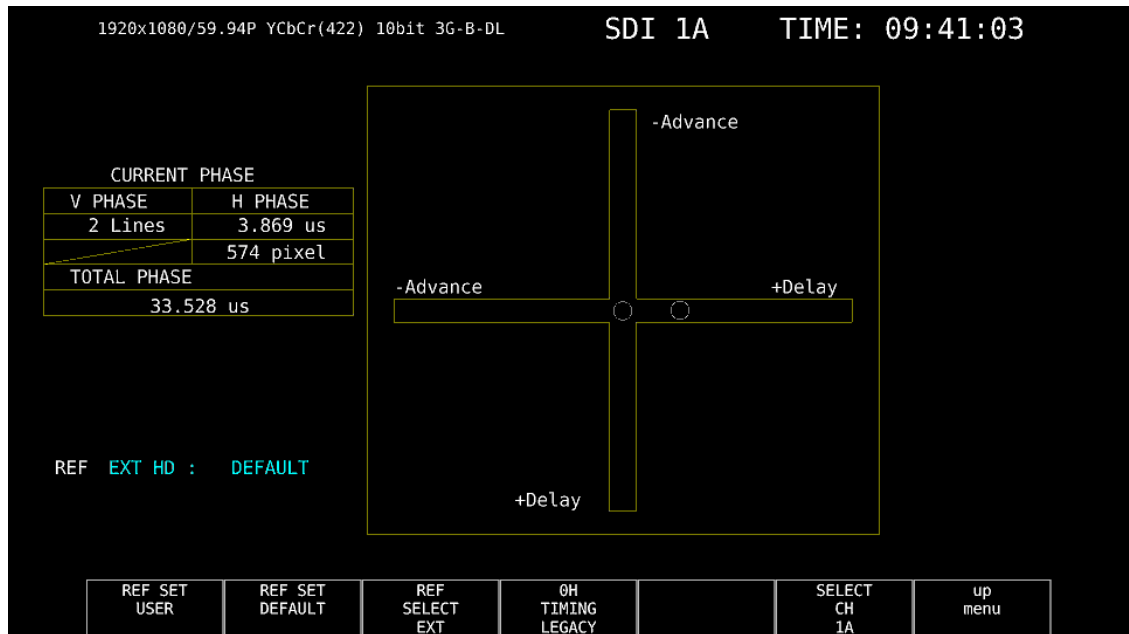 1920x1080/59.94P YCbCr(422) 10bit 3G-B-DL SDI 1A TIME: 09:41:03
-Advance
CURRENT PHASE
V PHASE H PHASE
2 Lines 3.869 us
574 pixel
TOTAL PHASE
33.528 us
-Advance +Delay
REF EXT HD : DEFAULT
+Delay
REF SET USER
REF SET DEFAULT
REF SELECT EXT
0H TIMING LEGACY
SELECT CH 1A
up menu